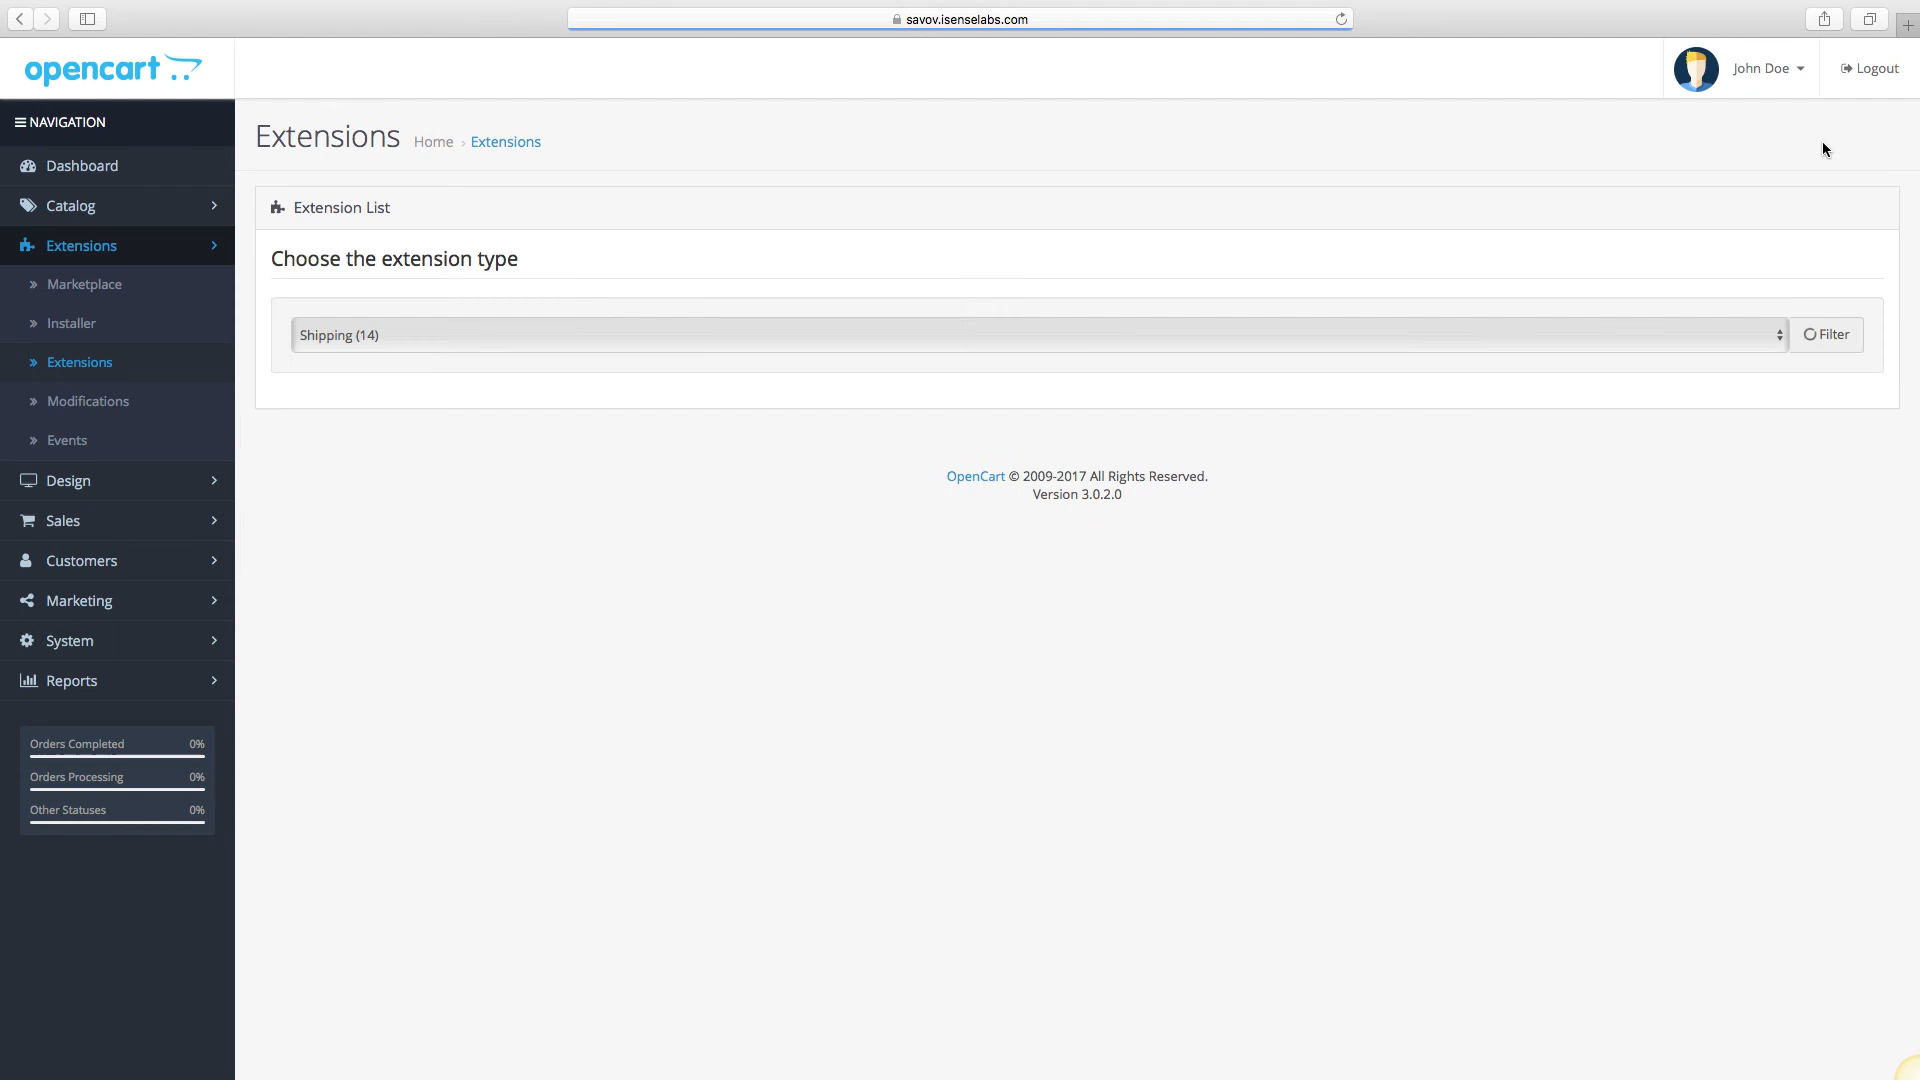 savov.isenselabs.com
opencart
John Doe
Logout
NAVIGATION
Dashboard
Catalog
Extensions
Marketplace
Installer
Extensions
Modifications
Events
Design
Sales
Customers
Marketing
System
Reports
Orders Completed 0%
Orders Processing 0%
Other Statuses 0%
Extensions Home › Extensions
Extension List
Choose the extension type
Shipping (14)
Filter
OpenCart © 2009-2017 All Rights Reserved.
Version 3.0.2.0